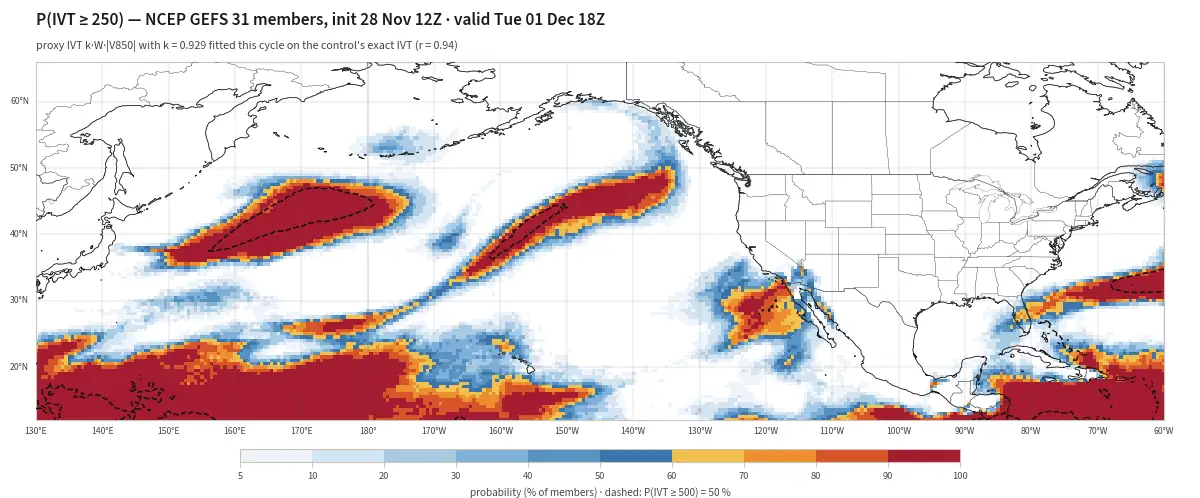 P(IVT ≥ 250) — NCEP GEFS 31 members, init 28 Nov 12Z · valid Tue 01 Dec 18Z
proxy IVT k·W·|V850| with k = 0.929 fitted this cycle on the control's exact IVT (r = 0.94)
60°N
50°N
40°N
30°N
20°N
130°E 140°E 150°E 160°E 170°E 180° 170°W 160°W 150°W 140°W 130°W 120°W 110°W 100°W 90°W 80°W 70°W 60°W
5 10 20 30 40 50 60 70 80 90 100
probability (% of members) · dashed: P(IVT ≥ 500) = 50 %